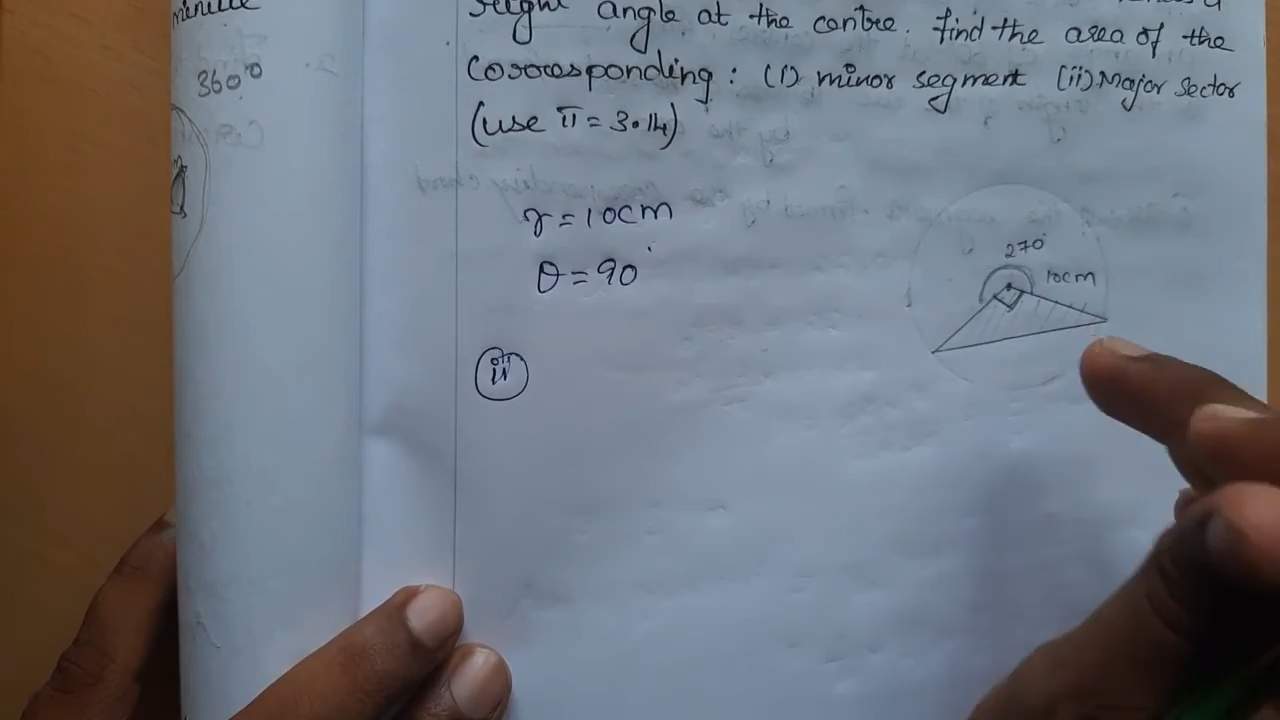 360°
Right angle at the centre. find the area of the
Corresponding: (i) minor segment (ii) Major Sector
(use π = 3.14)
r = 10cm
θ = 90°
270°
10cm
ii